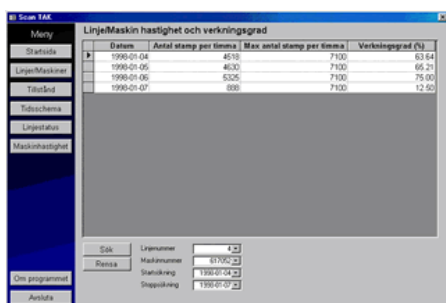 Scan TAK
Meny
Startsida
Linjer/Maskiner
Tillstånd
Tidsschema
Linjestatus
Maskinhastighet
Om programmet
Avsluta
Linje/Maskin hastighet och verkningsgrad
Datum Antal stamp per timma Max antal stamp per timma Verkningsgrad (%)
1998-01-04 4518 7100 63.64
1998-01-05 4630 7100 65.21
1998-01-06 5325 7100 75.00
1998-01-07 888 7100 12.50
Sök
Rensa
Linjenummer 4
Maskinnummer 617052
Startsökning 1998-01-04
Stoppsökning 1998-01-07